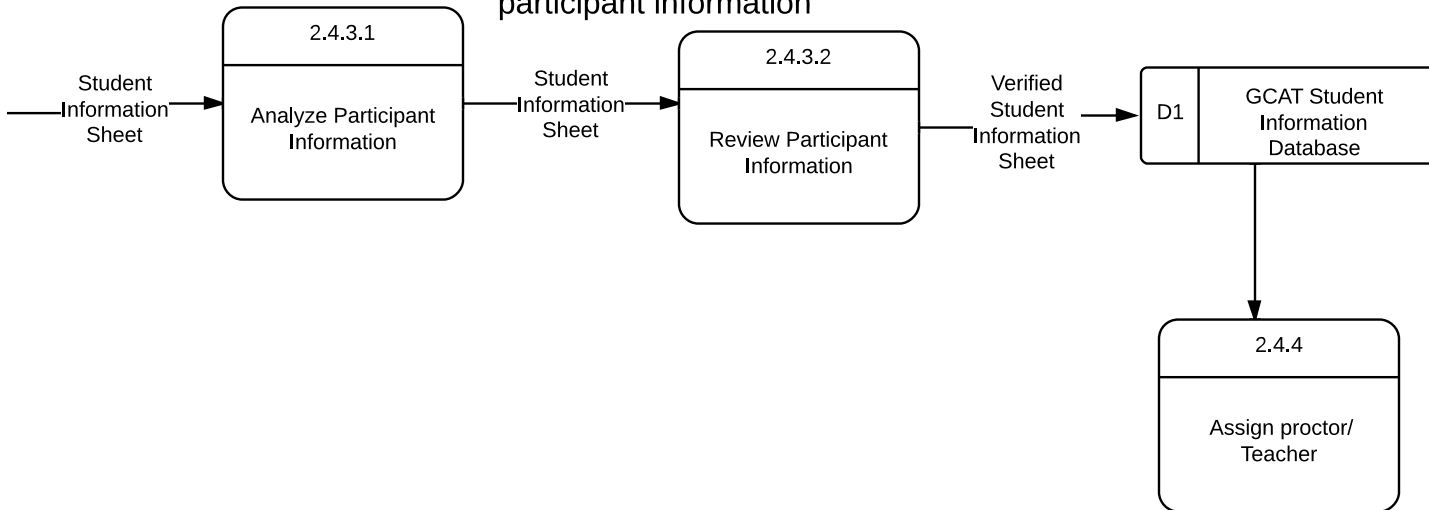 participant information
2.4.3.1
Analyze Participant
Information
Student
Information
Sheet
Student
Information
Sheet
2.4.3.2
Review Participant
Information
Verified
Student
Information
Sheet
D1
GCAT Student
Information
Database
2.4.4
Assign proctor/
Teacher